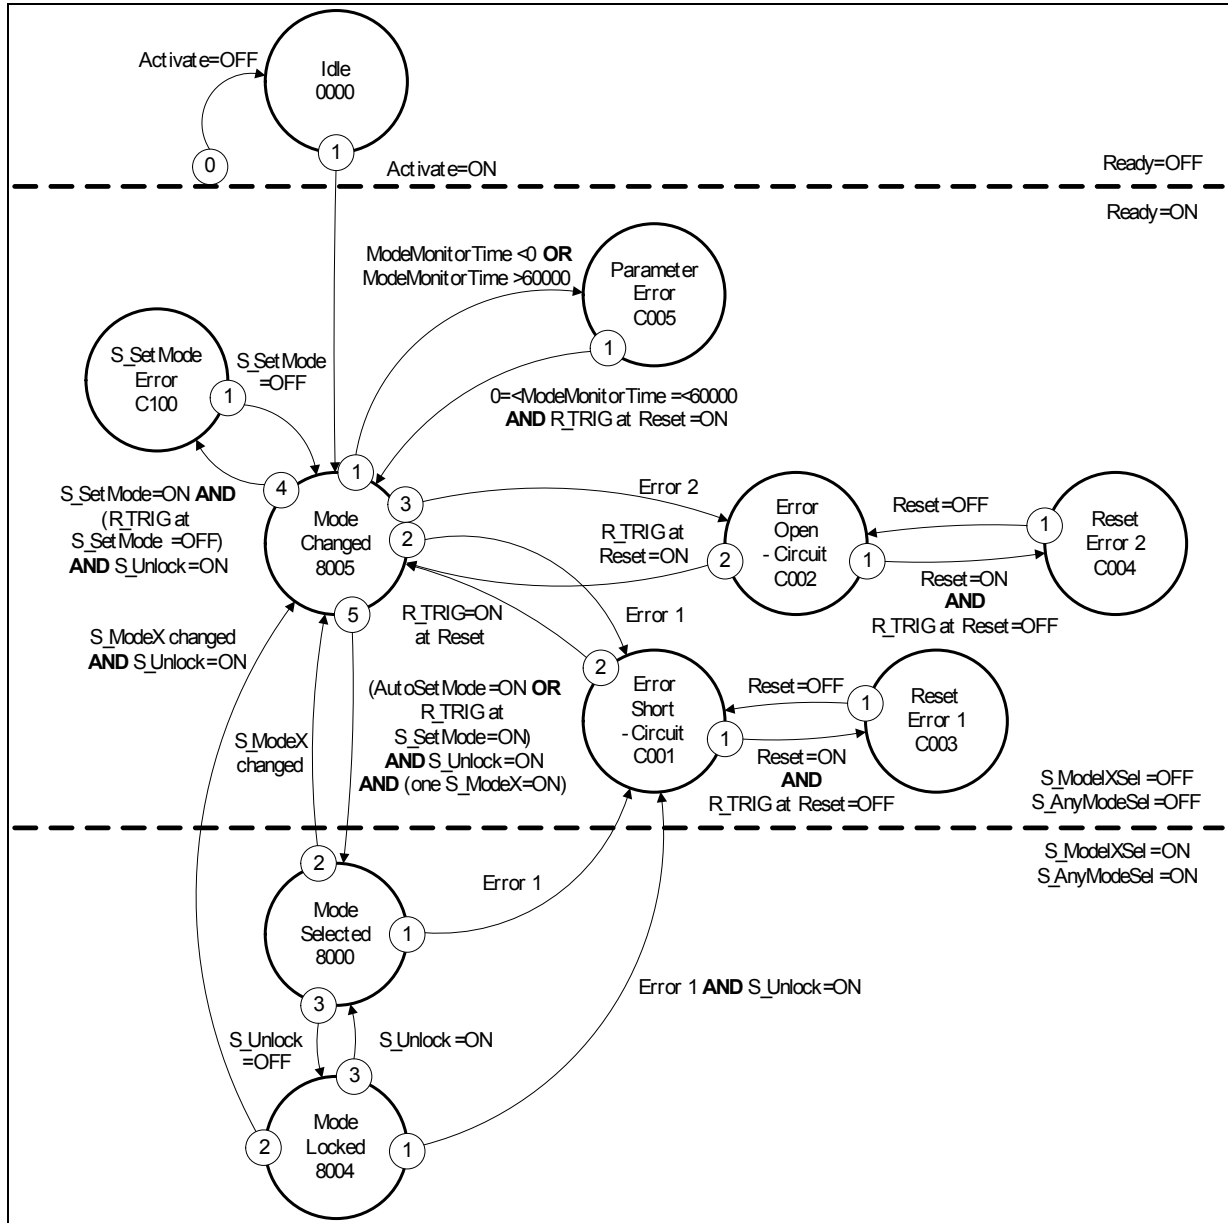 Activate=OFF
Idle
0000
1
0
Activate=ON
Ready=OFF
Ready=ON
ModeMonitorTime <0 OR
ModeMonitorTime >60000
Parameter
Error
C005
1
S_SetMode
Error
C100
1
S_SetMode
=OFF
0=<ModeMonitorTime =<60000
AND R_TRIG at Reset=ON
S_SetMode=ON AND
(R_TRIG at
S_SetMode =OFF)
AND S_Unlock=ON
4
1
3
2
5
Mode
Changed
8005
Error 2
R_TRIG at
Reset=ON
Error
Open
- Circuit
C002
2
1
Reset=OFF
1
Reset
Error 2
C004
Reset=ON
AND
R_TRIG at Reset=OFF
S_ModeX changed
AND S_Unlock=ON
R_TRIG=ON
at Reset
Error 1
S_ModeX
changed
(AutoSetMode=ON OR
R_TRIG at
S_SetMode=ON)
AND S_Unlock=ON
AND (one S_ModeX=ON)
2
Error
Short
- Circuit
C001
1
Reset=OFF
1
Reset
Error 1
C003
Reset=ON
AND
R_TRIG at Reset=OFF
S_ModelXSel=OFF
S_AnyModeSel=OFF
S_ModelXSel=ON
S_AnyModeSel=ON
2
Mode
Selected
8000
1
3
Error 1
S_Unlock
=OFF
S_Unlock=ON
Error 1 AND S_Unlock=ON
3
2
Mode
Locked
8004
1